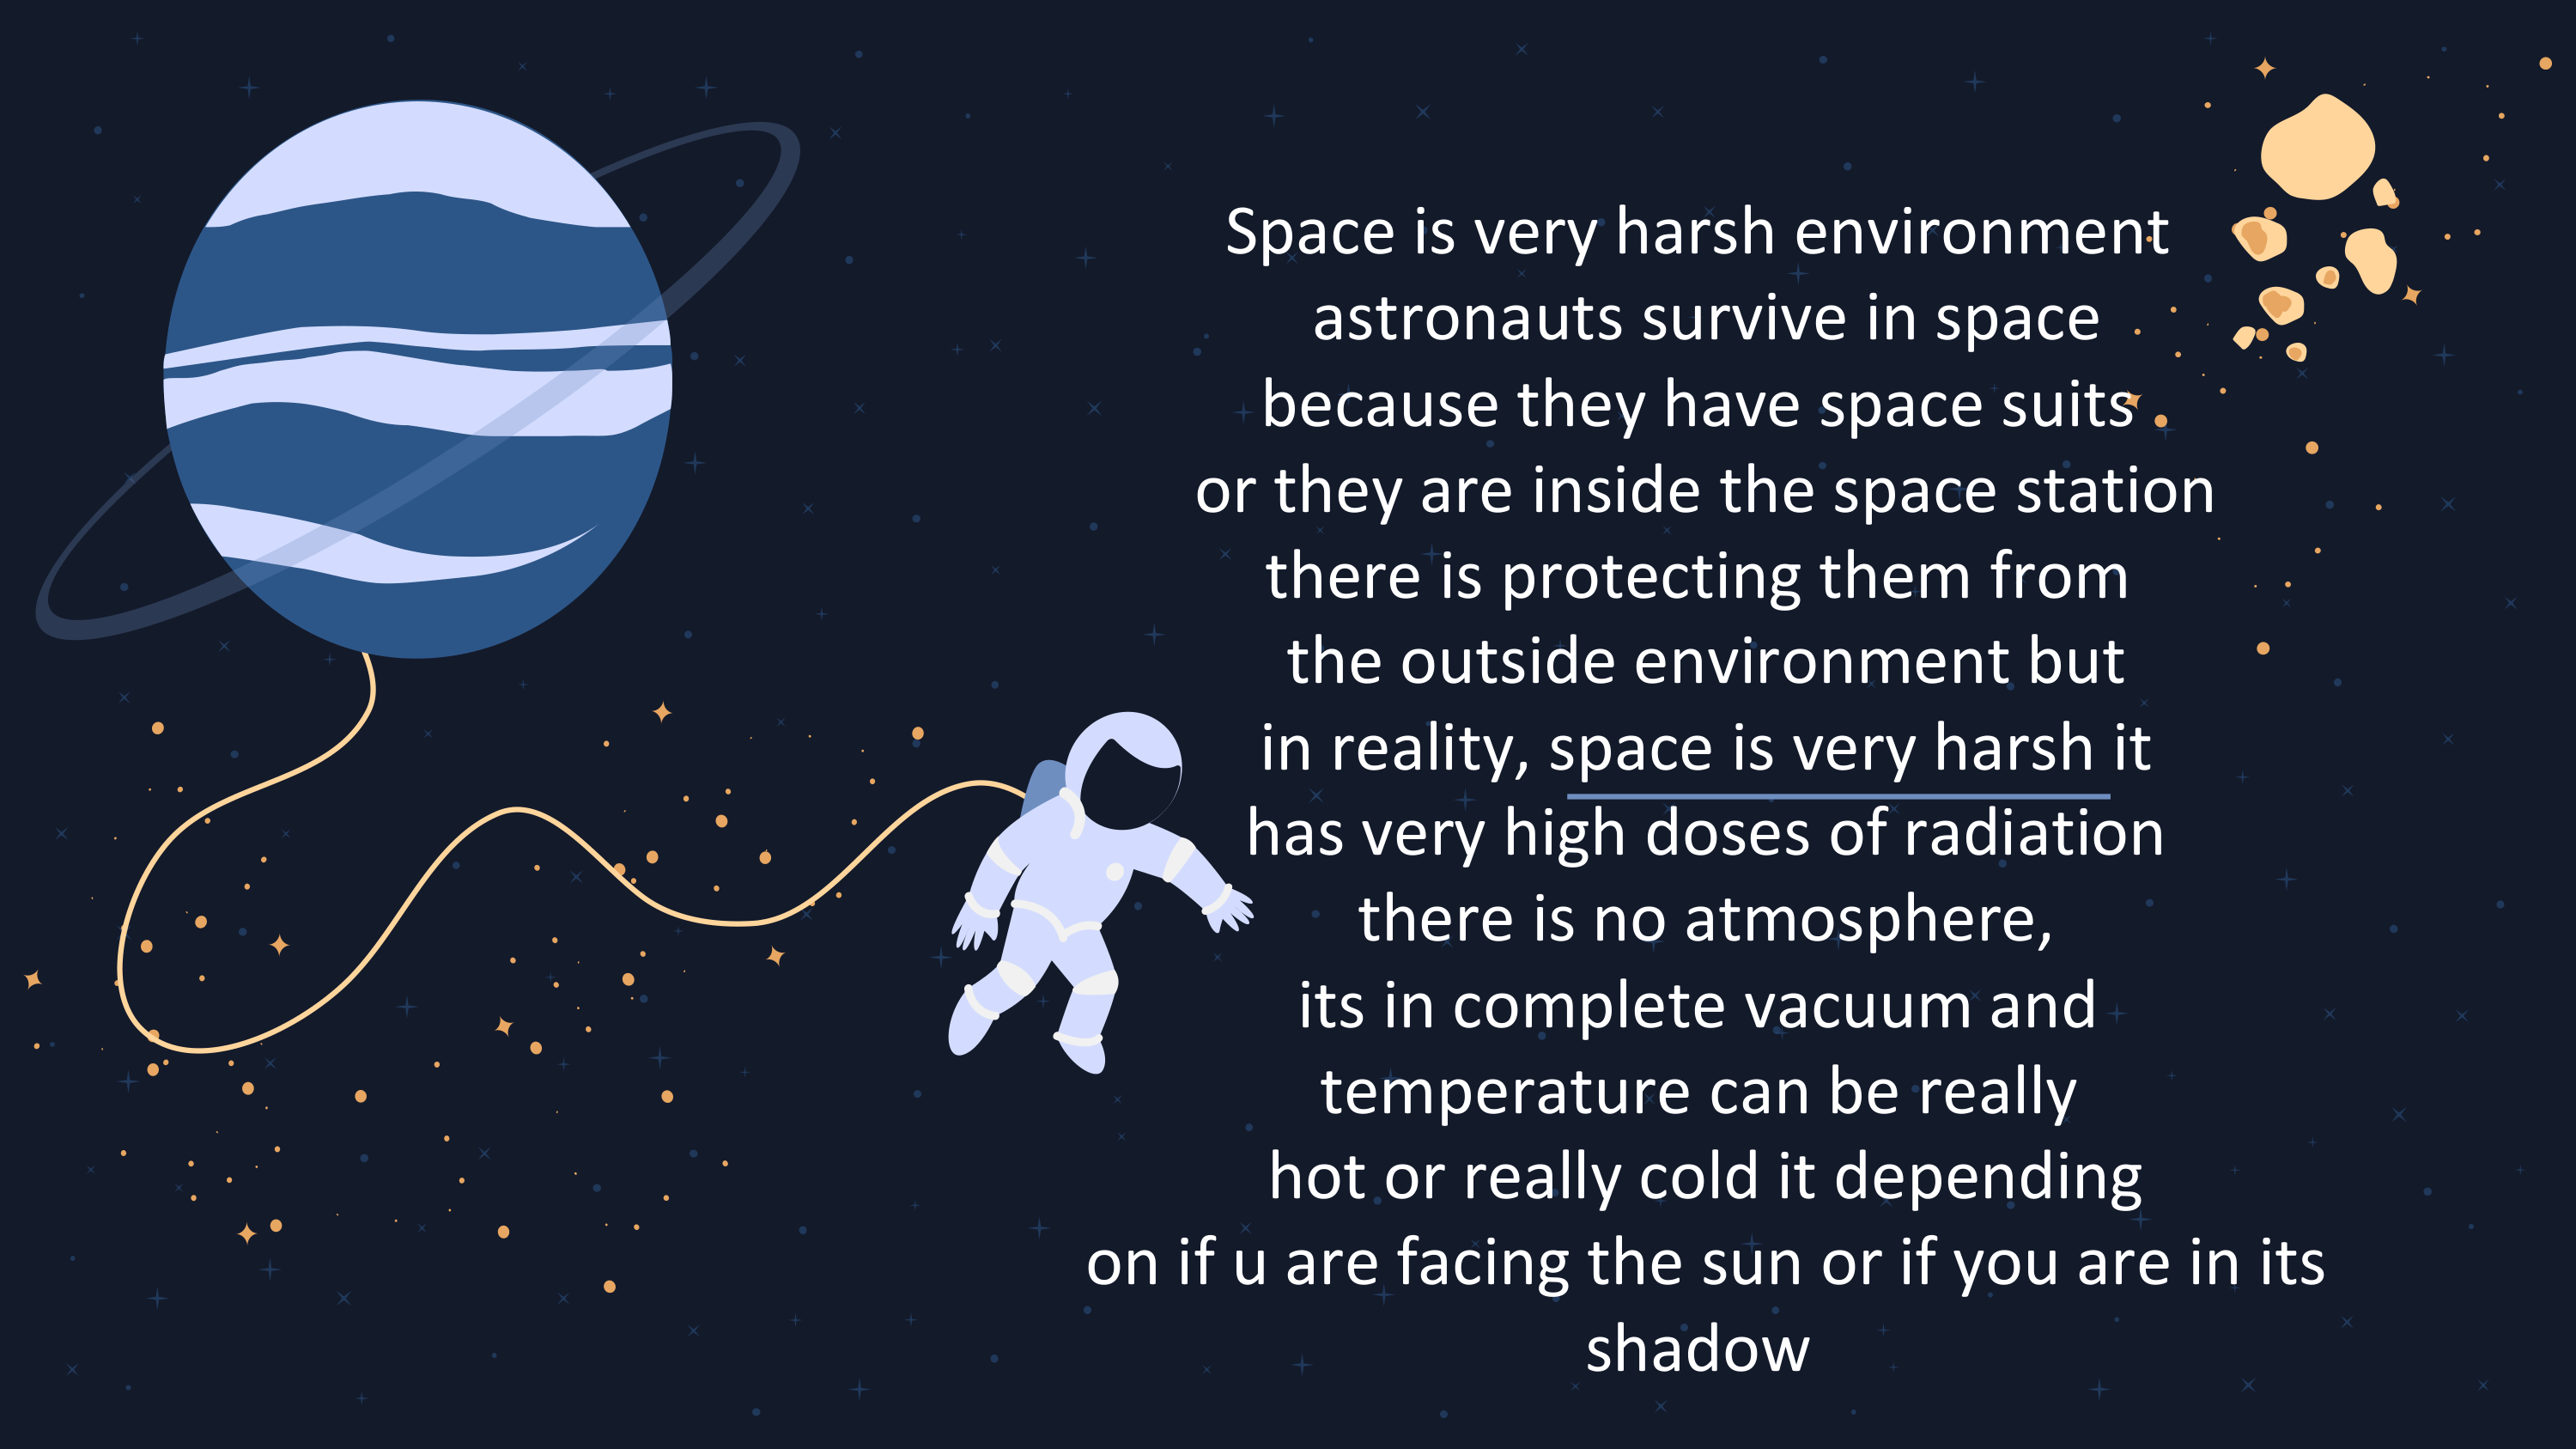 Space is very harsh environment
astronauts survive in space
because they have space suits
or they are inside the space station
there is protecting them from
the outside environment but
in reality, space is very harsh it
has very high doses of radiation
there is no atmosphere,
its in complete vacuum and
temperature can be really
hot or really cold it depending
on if u are facing the sun or if you are in its
shadow